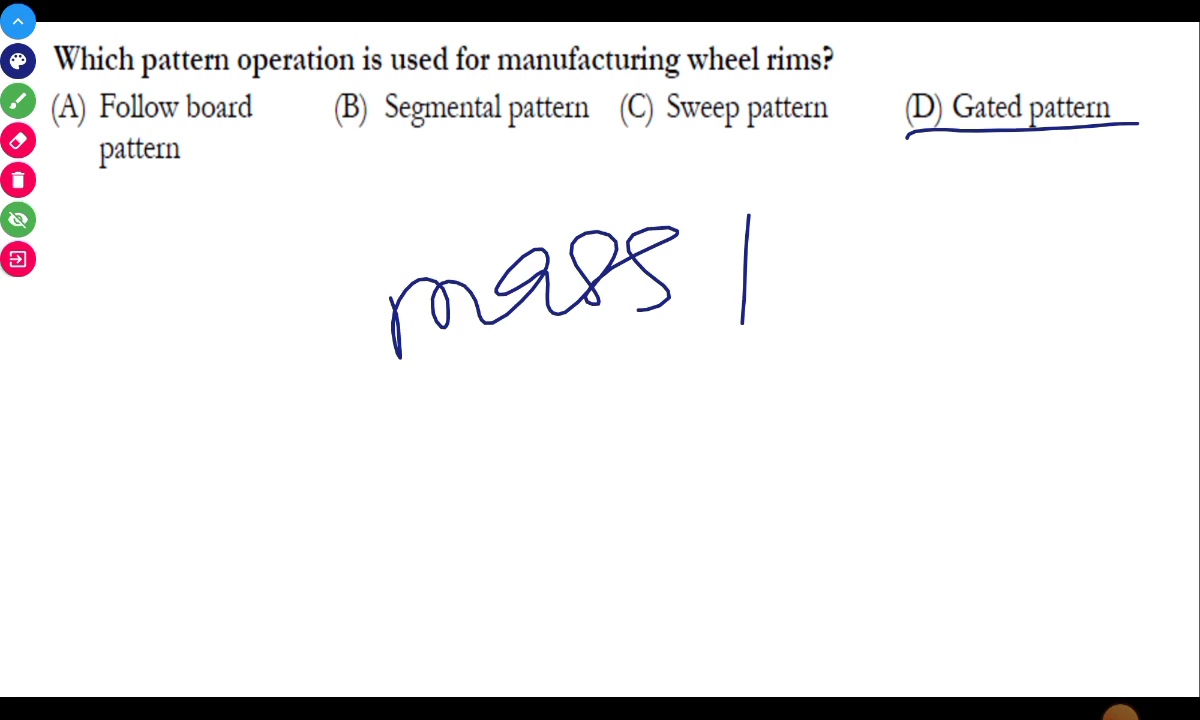 Which pattern operation is used for manufacturing wheel rims?
(A) Follow board pattern (B) Segmental pattern (C) Sweep pattern (D) Gated pattern
mass